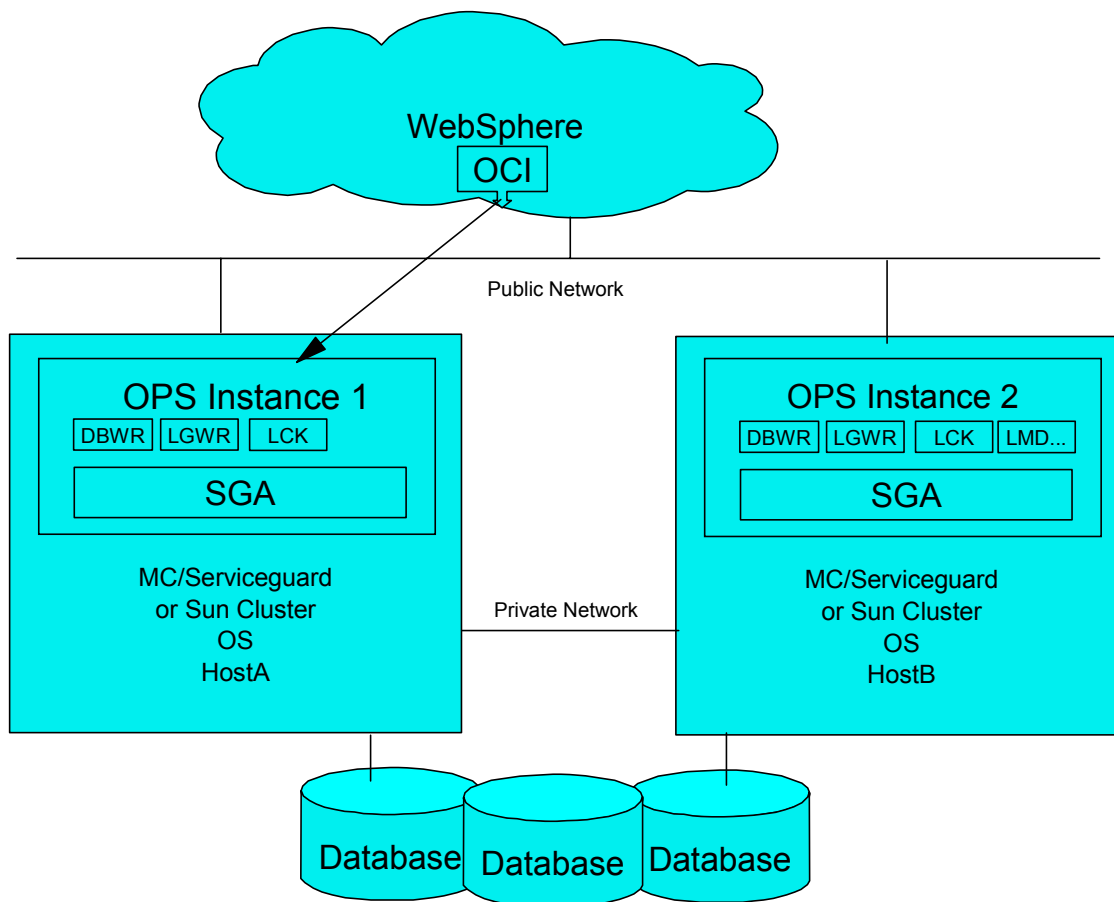 WebSphere
OCI
Public Network
OPS Instance 1
DBWR
LGWR
LCK
SGA
MC/Serviceguard
or Sun Cluster
OS
HostA
Private Network
OPS Instance 2
DBWR
LGWR
LCK
LMD...
SGA
MC/Serviceguard
or Sun Cluster
OS
HostB
Database
Database
Database